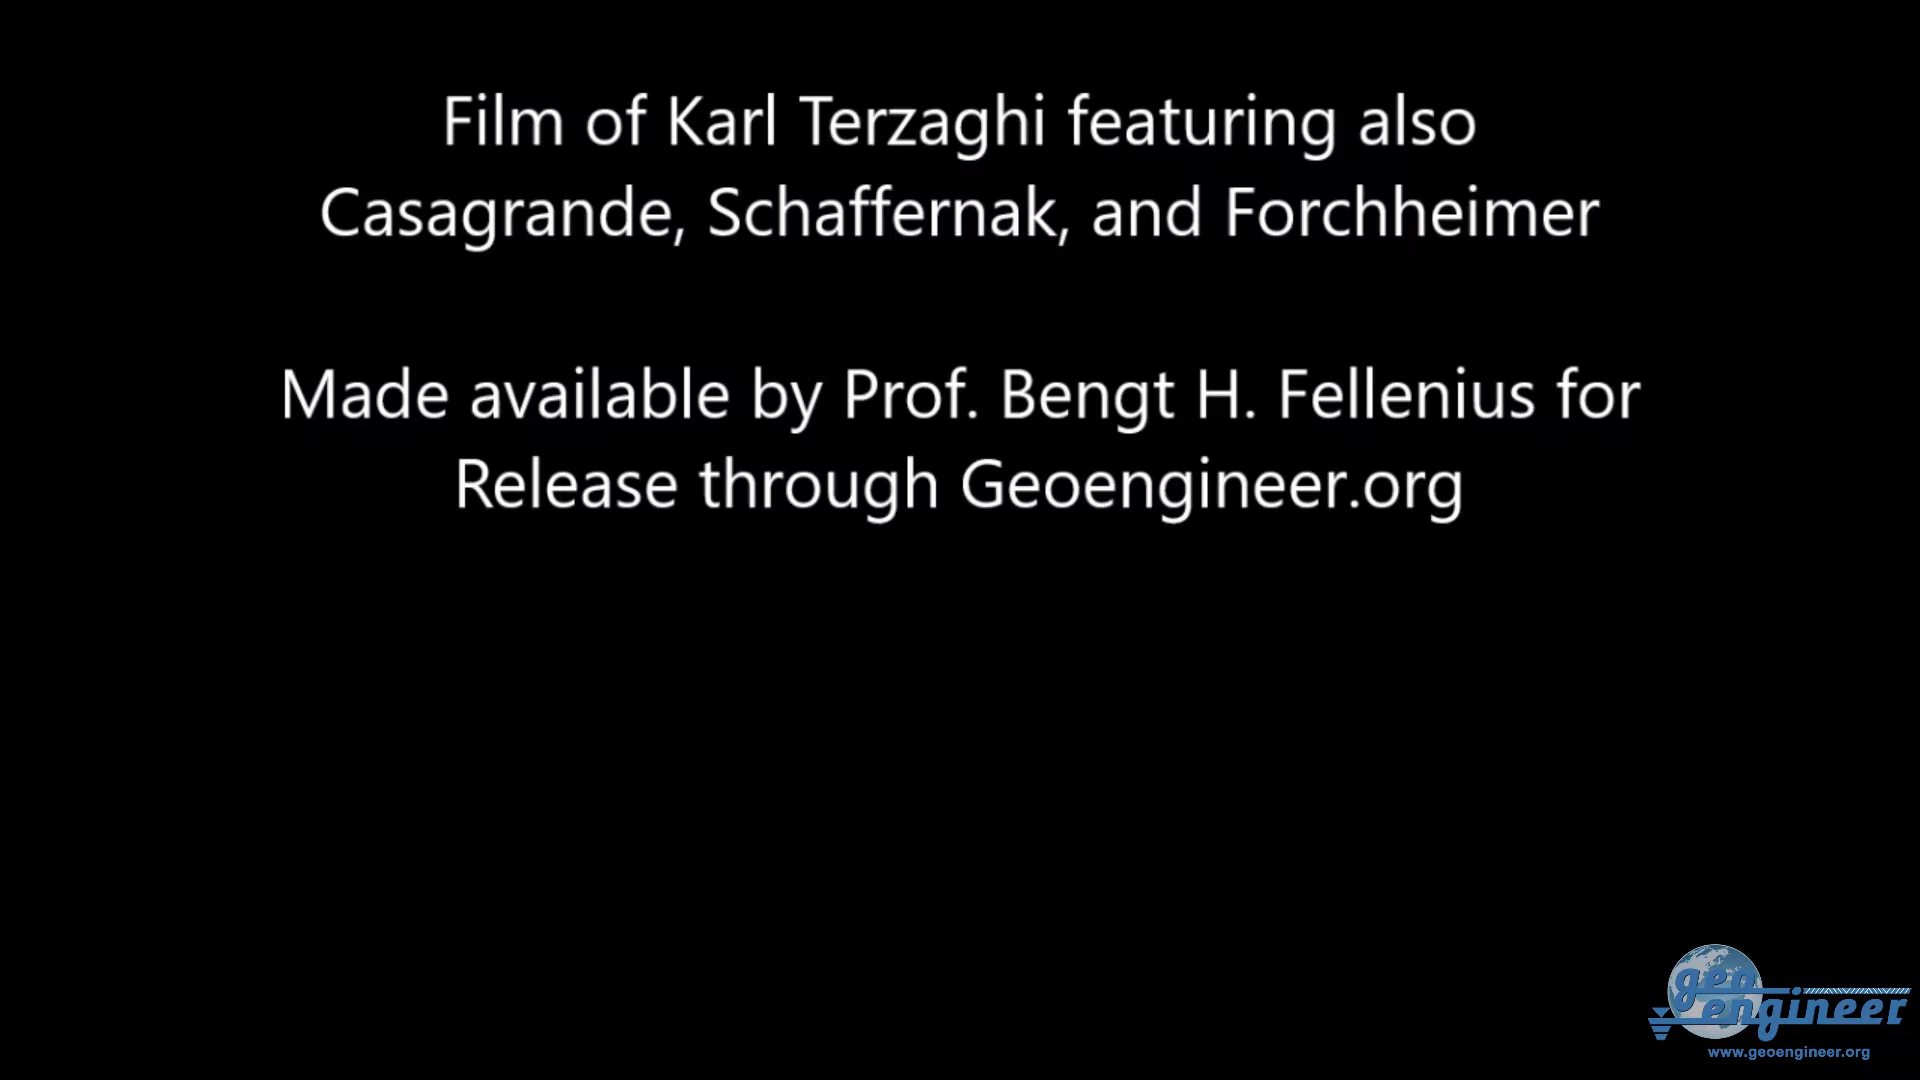 Film of Karl Terzaghi featuring also
Casagrande, Schaffernak, and Forchheimer
Made available by Prof. Bengt H. Fellenius for
Release through Geoengineer.org
geo
engineer
www.geoengineer.org